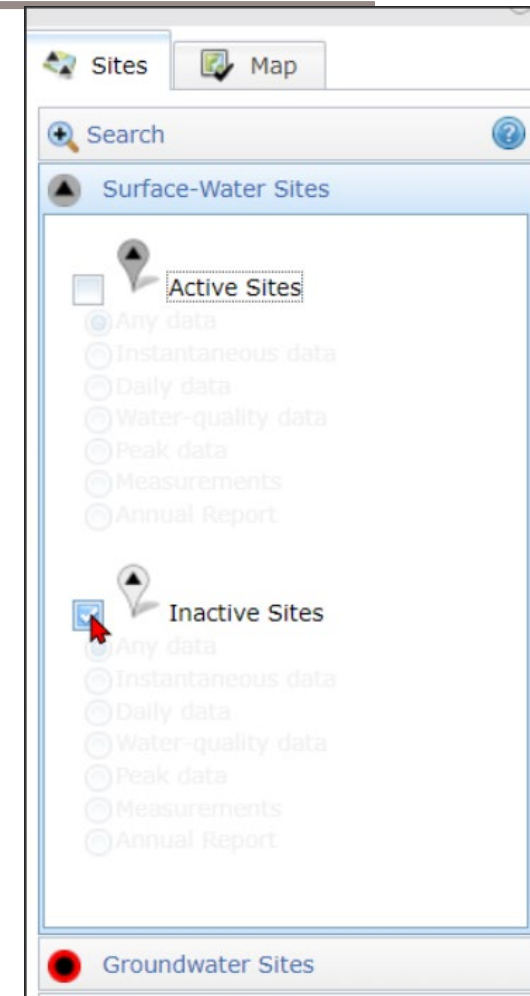 Sites Map
Search
Surface-Water Sites
Active Sites
Any data
Instantaneous data
Daily data
Water-quality data
Peak data
Measurements
Annual Report
Inactive Sites
Any data
Instantaneous data
Daily data
Water-quality data
Peak data
Measurements
Annual Report
Groundwater Sites